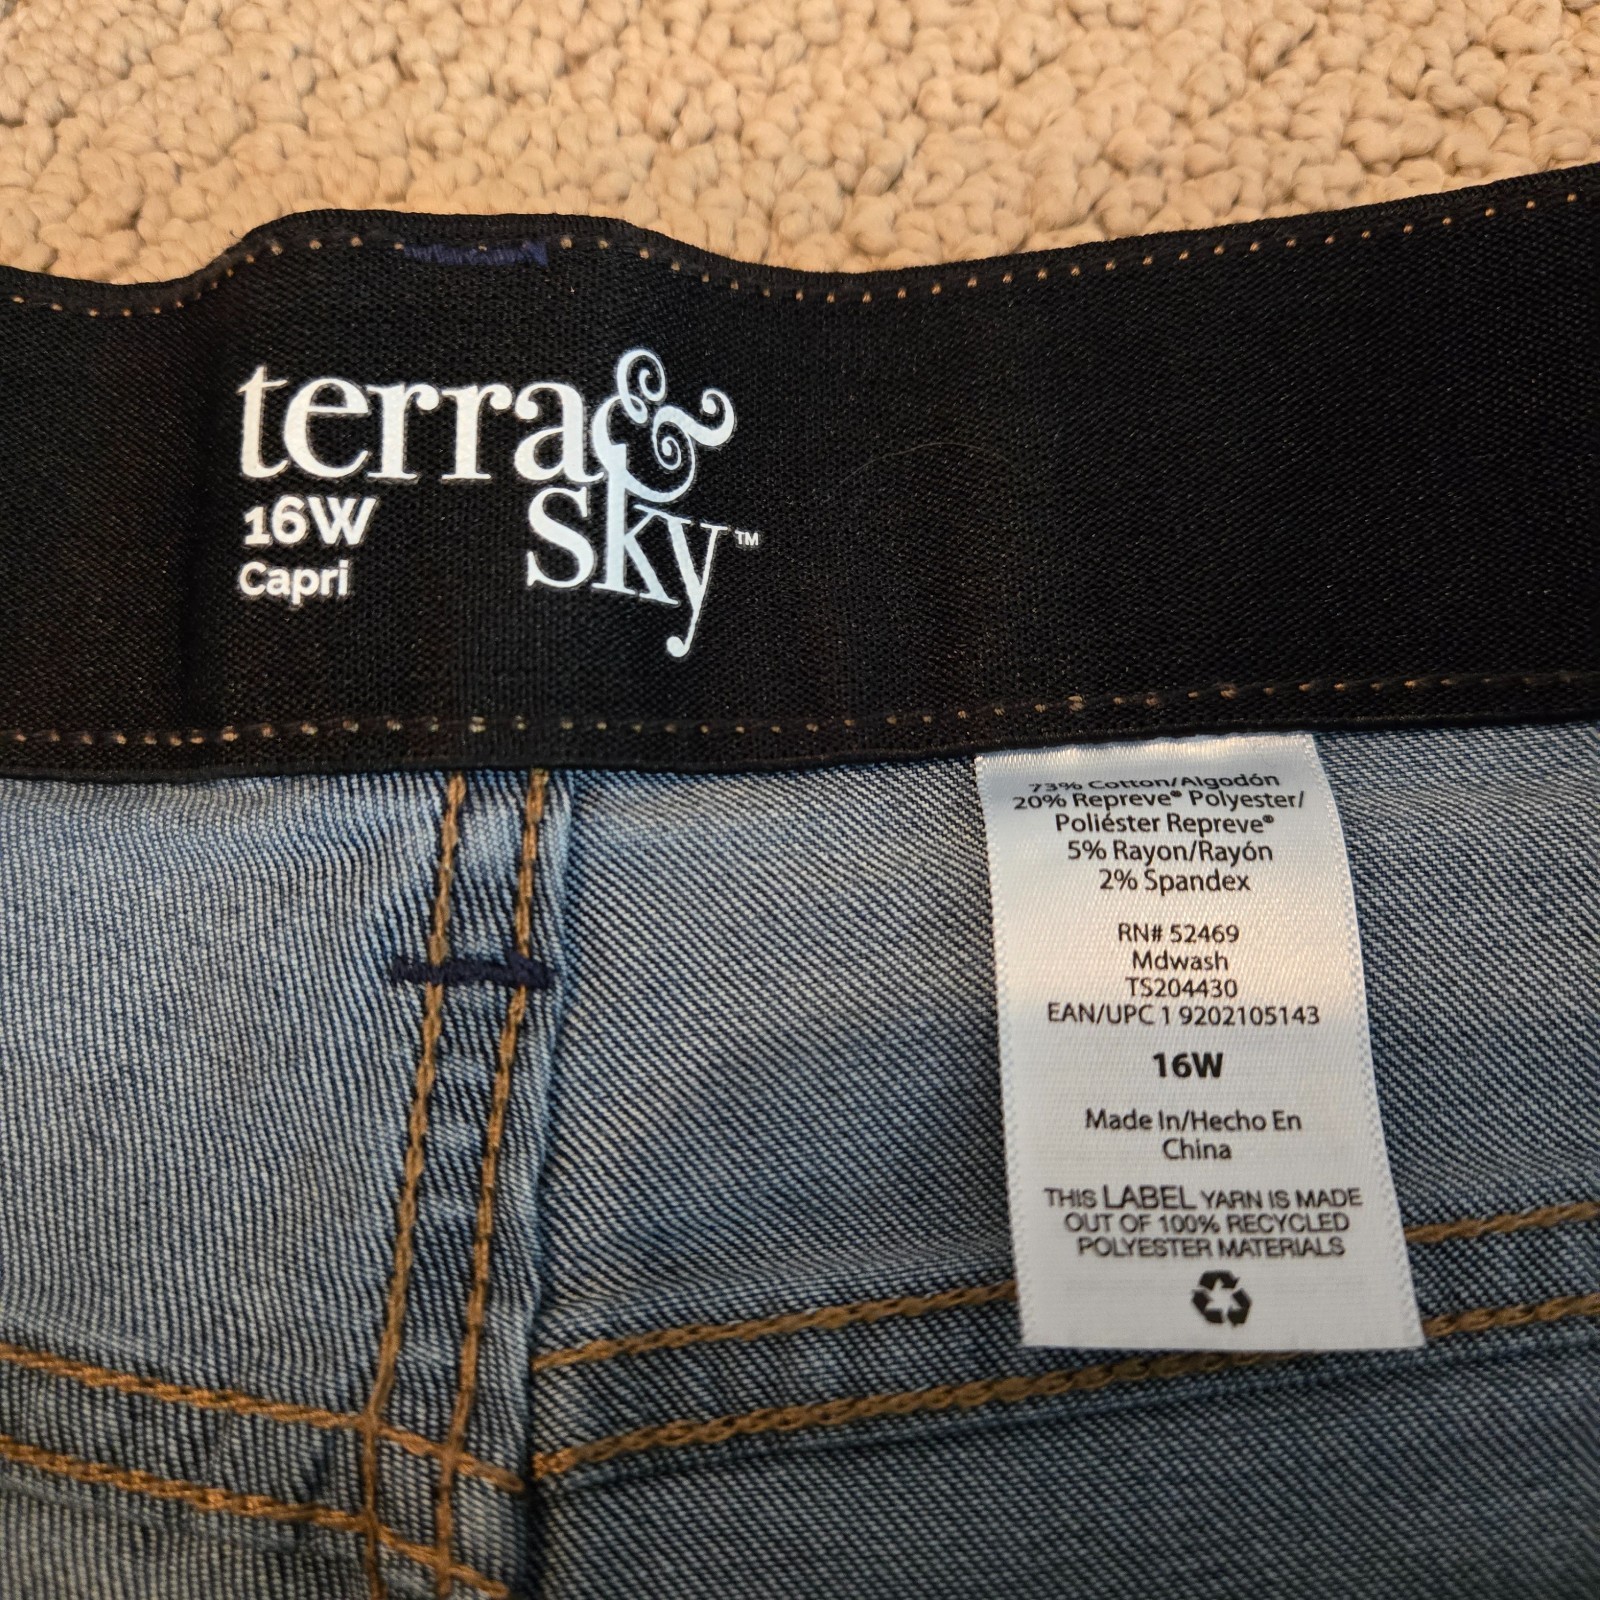 terra &
sky™
16W
Capri
73% Cotton/Algodón
20% Repreve® Polyester/
Poliéster Repreve®
5% Rayon/Rayón
2% Spandex
RN# 52469
Mdwash
TS204430
EAN/UPC 1 9202105143
16W
Made In/Hecho En
China
THIS LABEL YARN IS MADE
OUT OF 100% RECYCLED
POLYESTER MATERIALS